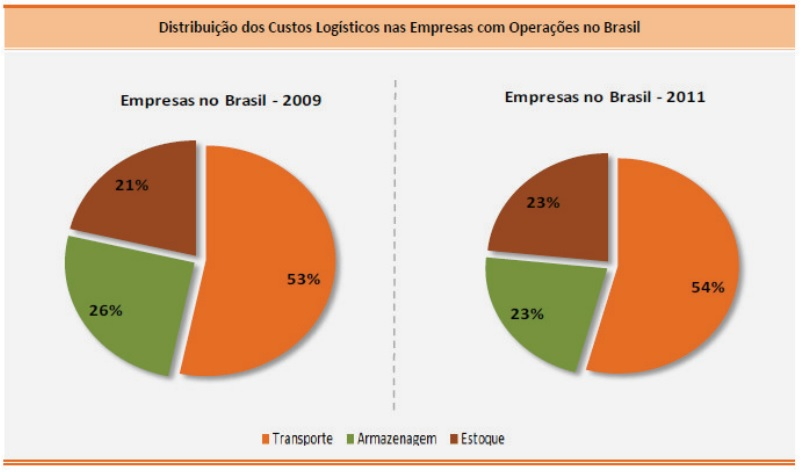 Distribuição dos Custos Logísticos nas Empresas com Operações no Brasil
Empresas no Brasil - 2009
21%
53%
26%
Empresas no Brasil - 2011
23%
54%
23%
Transporte Armazenagem Estoque